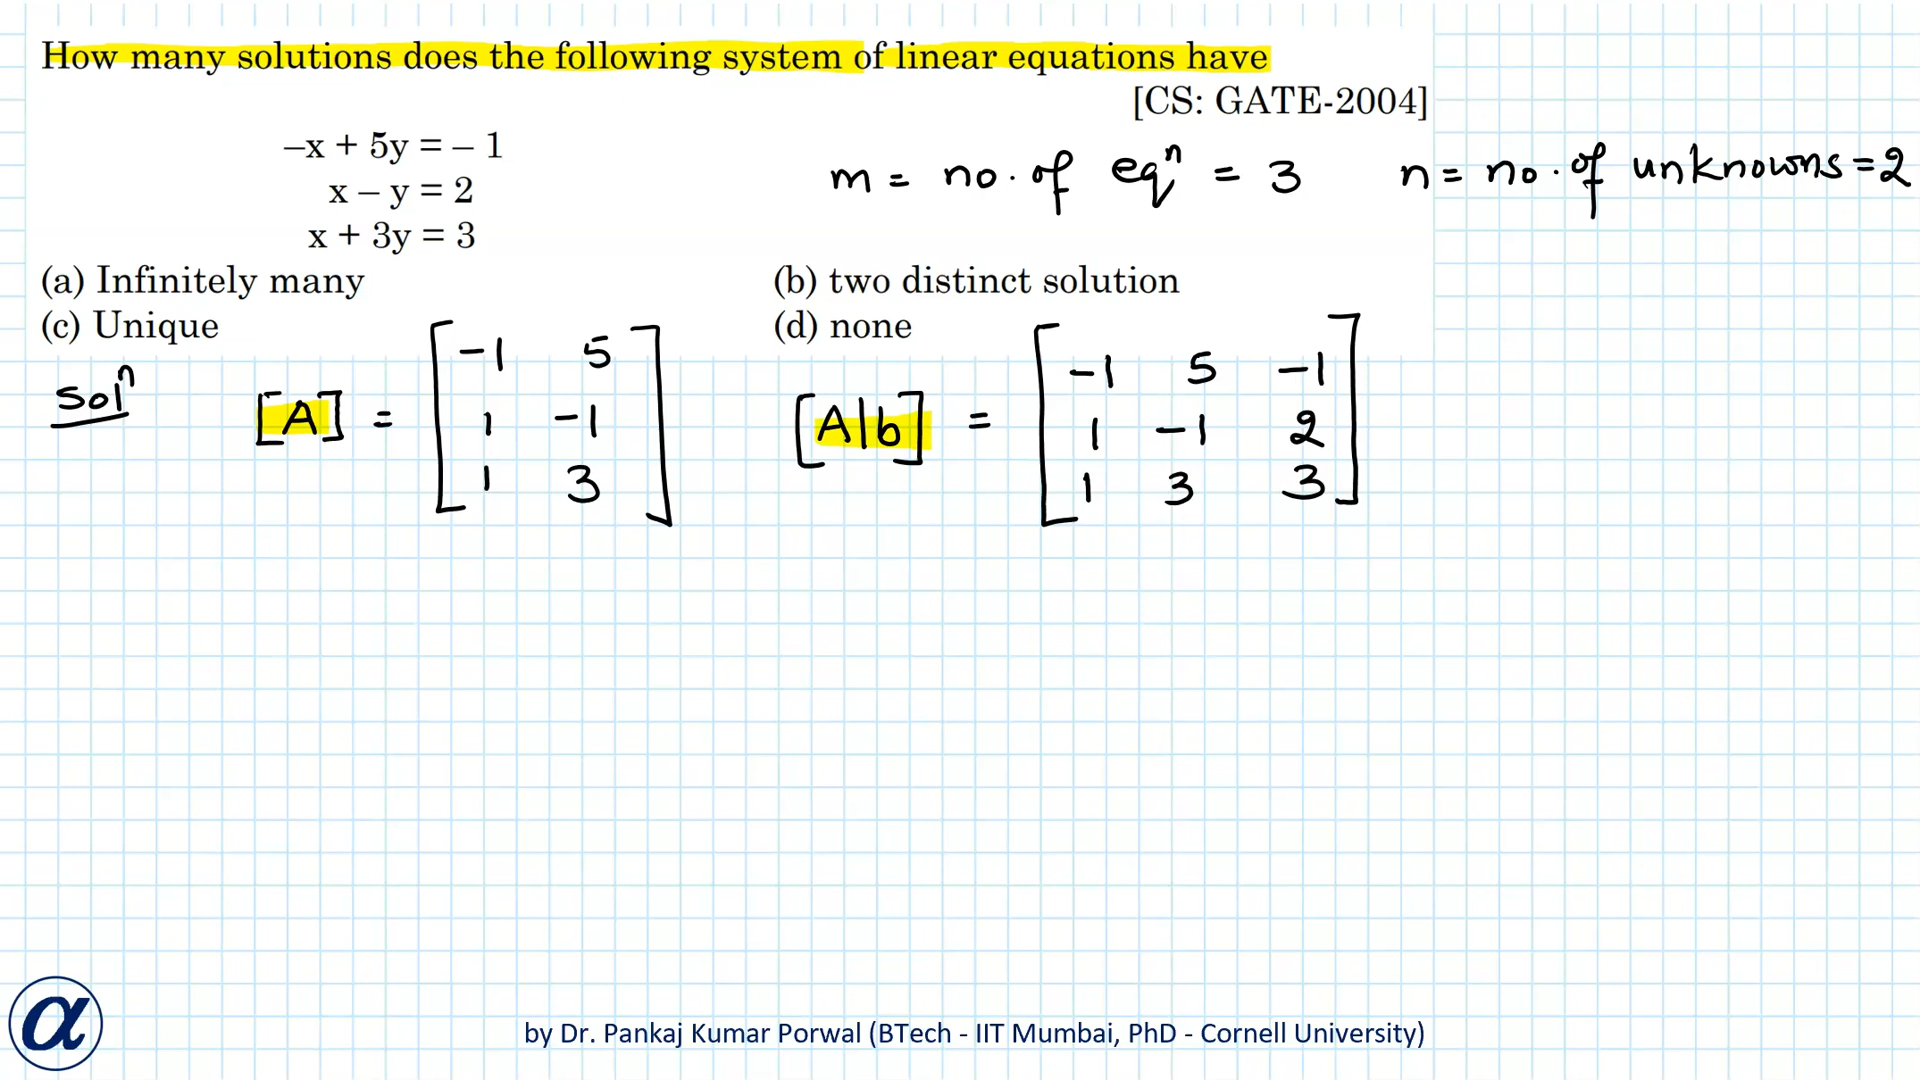 How many solutions does the following system of linear equations have
[CS: GATE-2004]
–x + 5y = – 1
x – y = 2
x + 3y = 3
m = no. of eqⁿ = 3 n = no. of unknowns = 2
(a) Infinitely many (b) two distinct solution
(c) Unique (d) none
Solⁿ [A] = [-1 5
1 -1
1 3]
[A|b] = [-1 5 -1
1 -1 2
1 3 3]
α
by Dr. Pankaj Kumar Porwal (BTech - IIT Mumbai, PhD - Cornell University)